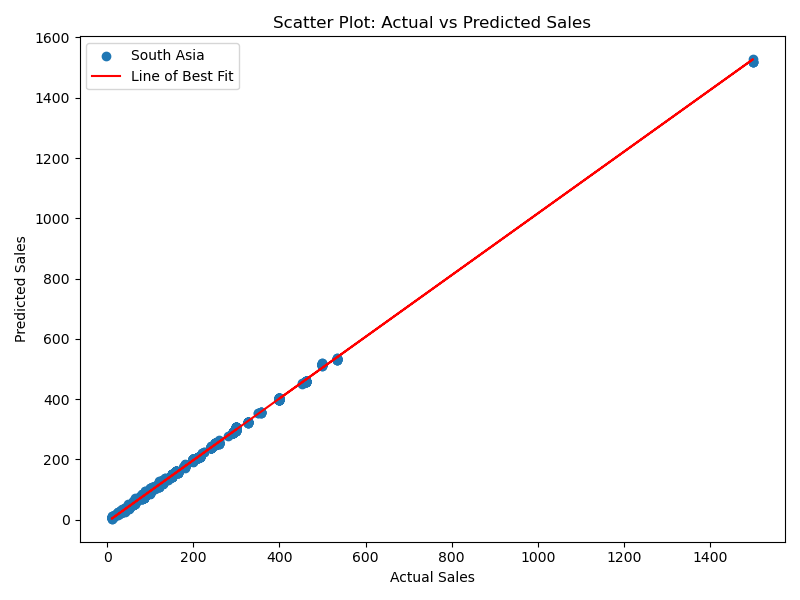 Scatter Plot: Actual vs Predicted Sales
South Asia
Line of Best Fit
1600
1400
1200
1000
800
600
400
200
0
Predicted Sales
0 200 400 600 800 1000 1200 1400
Actual Sales